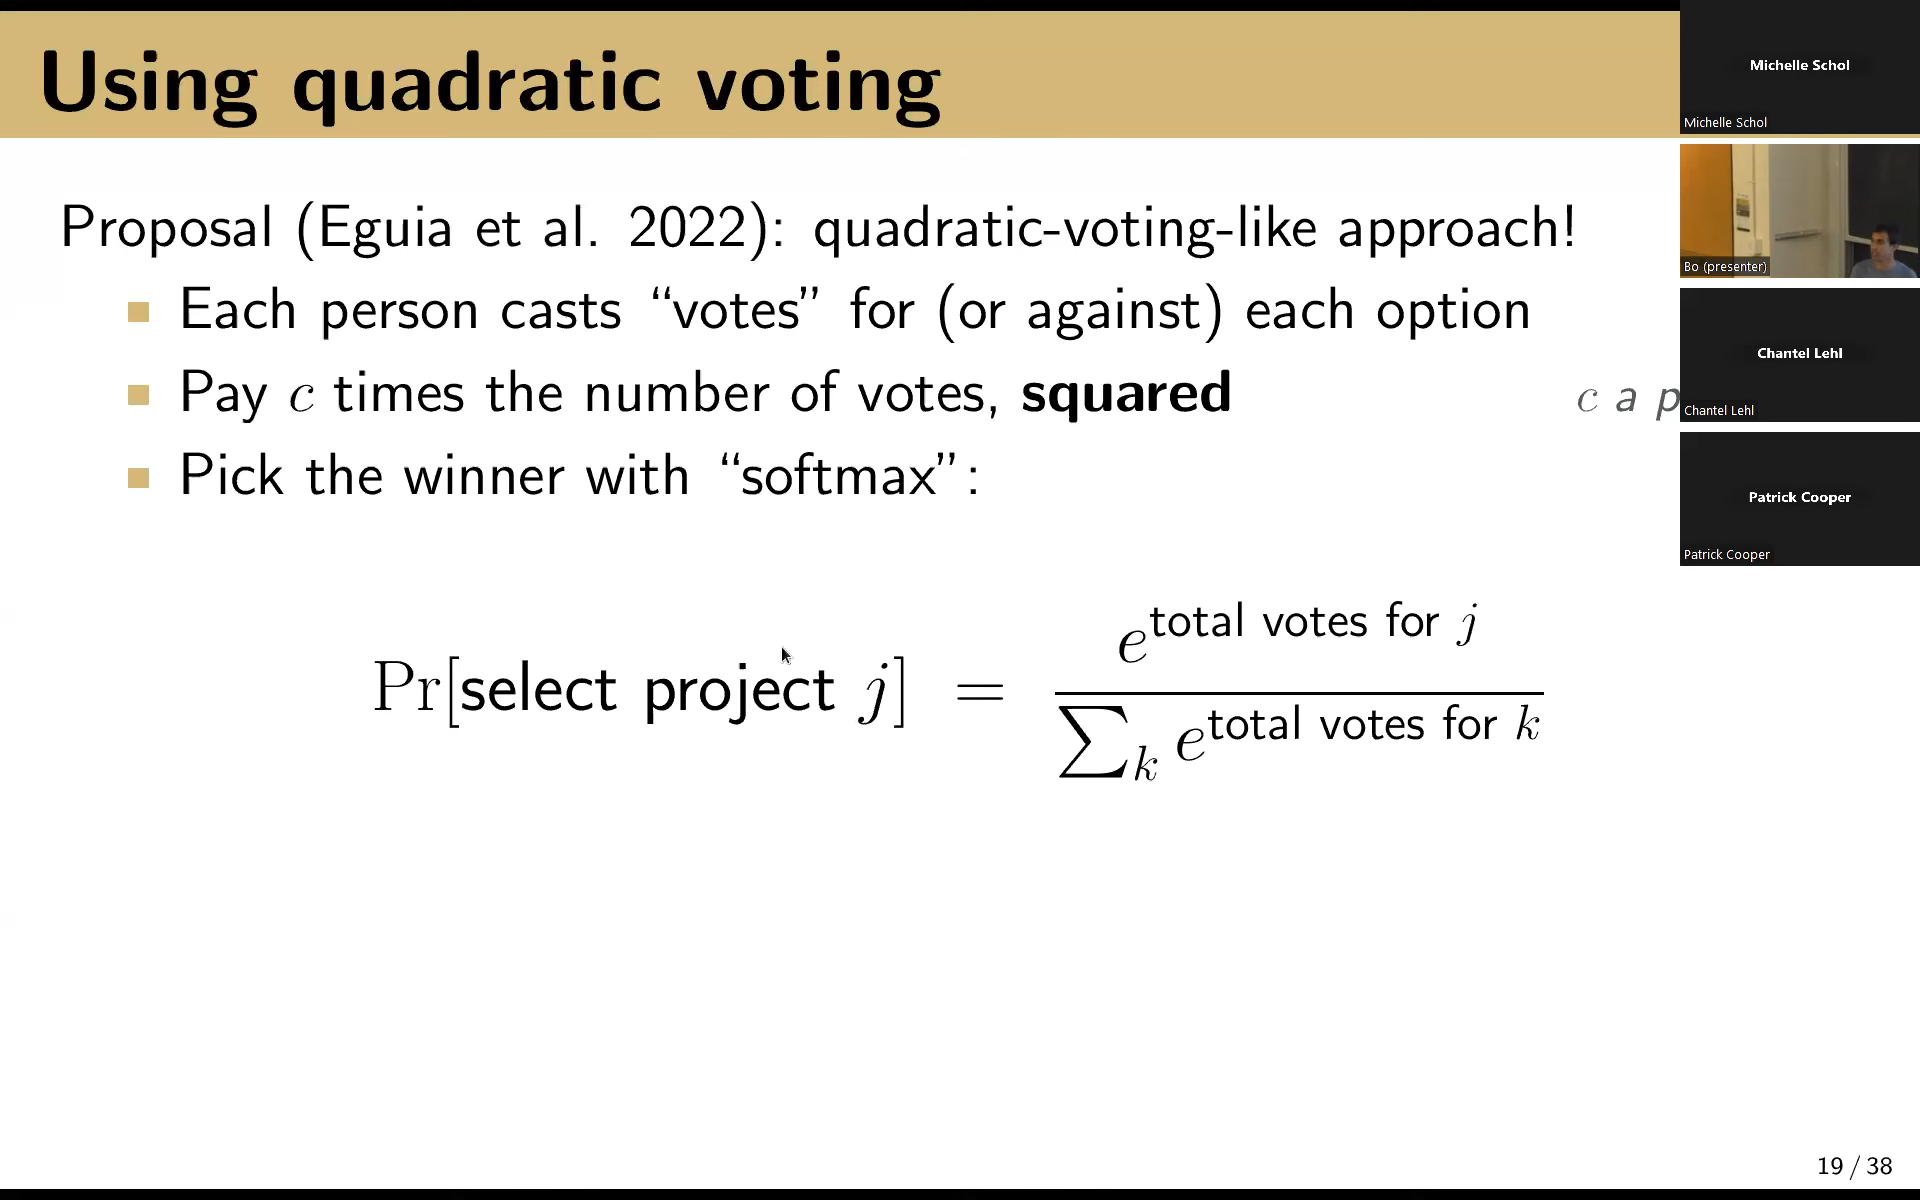 Using quadratic voting
Proposal (Eguia et al. 2022): quadratic-voting-like approach!
Each person casts “votes” for (or against) each option
Pay c times the number of votes, squared
c a p
Pick the winner with “softmax”:
Pr[select project j] = e^{total votes for j} / \sum_k e^{total votes for k}
19 / 38
Michelle Schol
Michelle Schol
Bo (presenter)
Chantel Lehl
Chantel Lehl
Patrick Cooper
Patrick Cooper